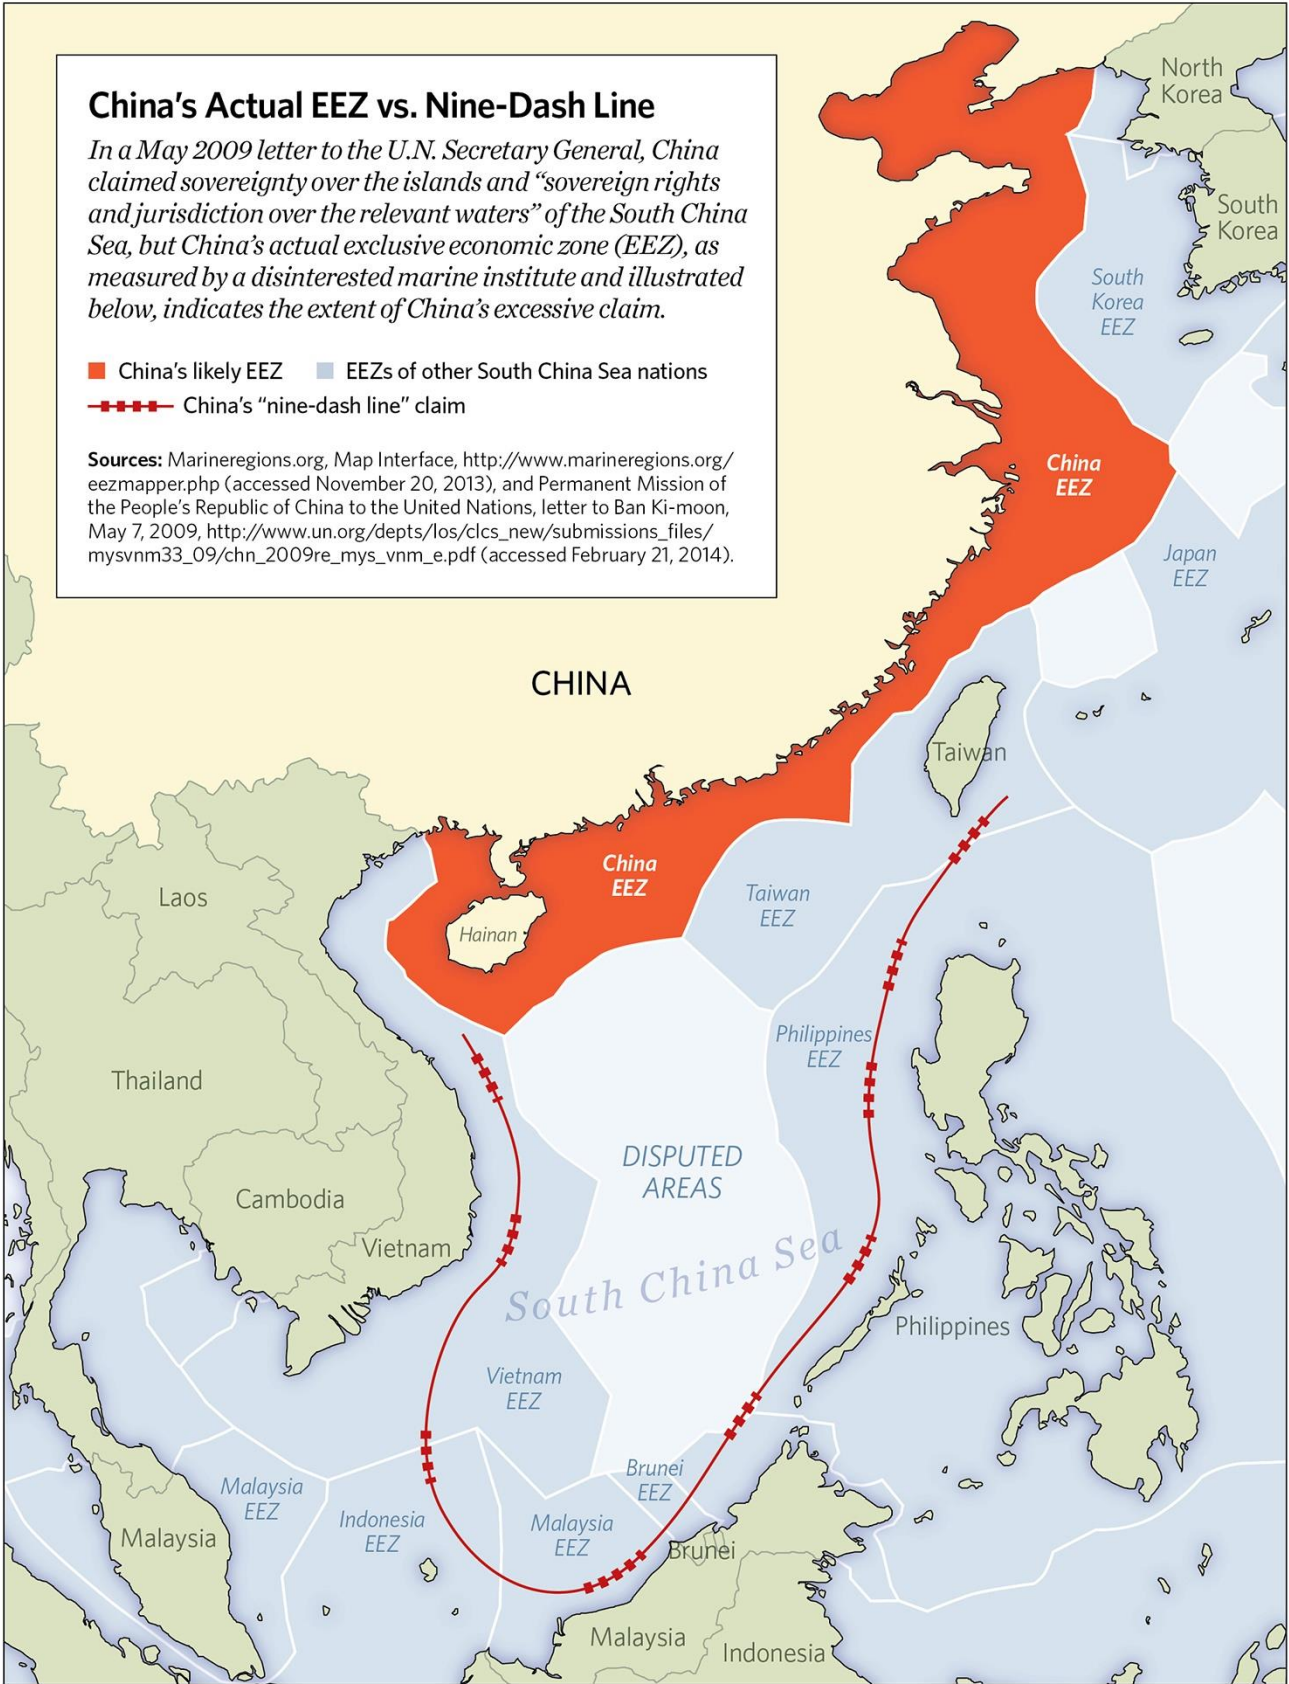 China's Actual EEZ vs. Nine-Dash Line
In a May 2009 letter to the U.N. Secretary General, China
claimed sovereignty over the islands and “sovereign rights
and jurisdiction over the relevant waters” of the South China
Sea, but China's actual exclusive economic zone (EEZ), as
measured by a disinterested marine institute and illustrated
below, indicates the extent of China's excessive claim.
China's likely EEZ
EEZs of other South China Sea nations
China's “nine-dash line” claim
Sources: Marineregions.org, Map Interface, http://www.marineregions.org/
eezmapper.php (accessed November 20, 2013), and Permanent Mission of
the People's Republic of China to the United Nations, letter to Ban Ki-moon,
May 7, 2009, http://www.un.org/depts/los/clcs_new/submissions_files/
mysvnm33_09/chn_2009re_mys_vnm_e.pdf (accessed February 21, 2014).
North
Korea
South
Korea
South
Korea
EEZ
China
EEZ
Japan
EEZ
CHINA
Taiwan
China
EEZ
Taiwan
EEZ
Laos
Hainan
Philippines
EEZ
Thailand
DISPUTED
AREAS
Cambodia
Vietnam
South China Sea
Philippines
Vietnam
EEZ
Brunei
EEZ
Malaysia
EEZ
Indonesia
EEZ
Malaysia
EEZ
Malaysia
Brunei
Malaysia
Indonesia